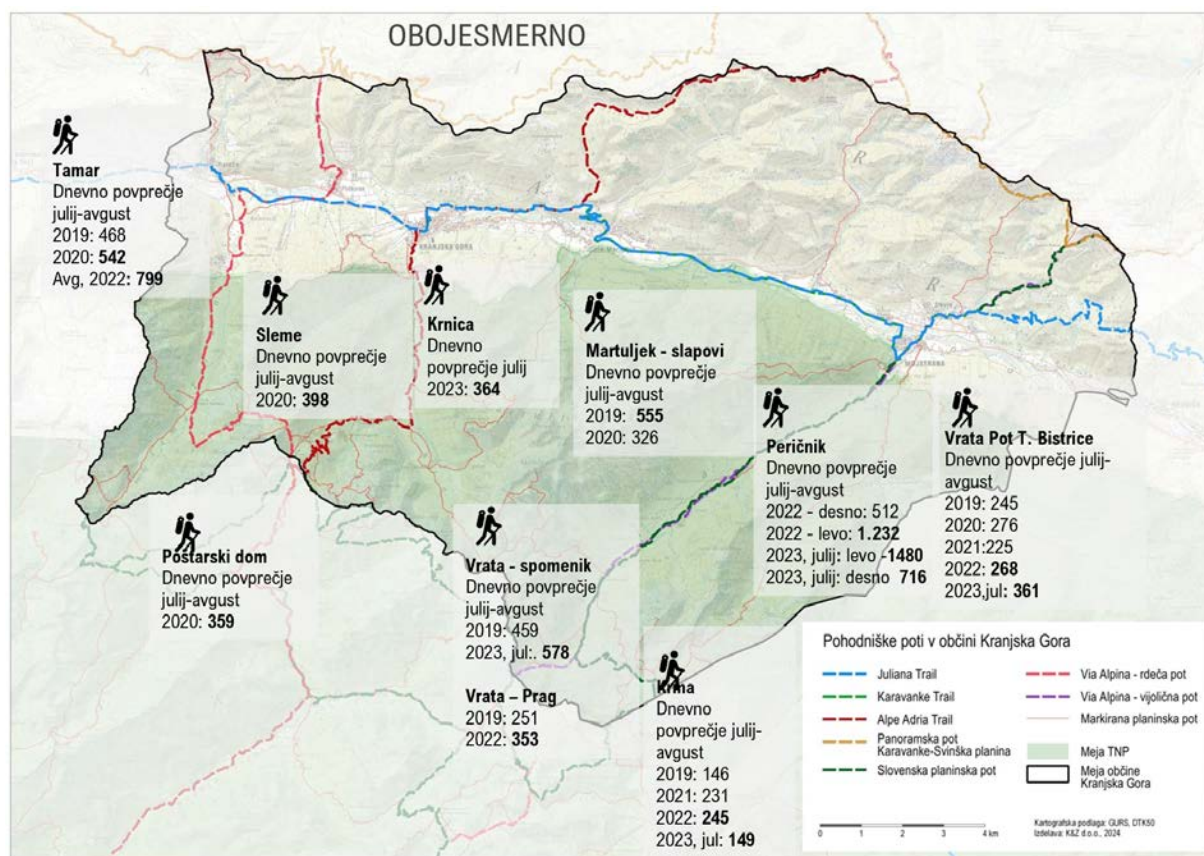 OBOJESMERNO
Tamar
Dnevno povprečje
julij-avgust
2019: 468
2020: 542
Avg, 2022: 799
Sleme
Dnevno povprečje
julij-avgust
2020: 398
Krnica
Dnevno
povprečje julij
2023: 364
Martuljek - slapovi
Dnevno povprečje
julij-avgust
2019: 555
2020: 326
Peričnik
Dnevno povprečje
julij-avgust
2022 - desno: 512
2022 - levo: 1.232
2023, julij: levo -1480
2023, julij: desno 716
Vrata Pot T. Bistrice
Dnevno povprečje julij-
avgust
2019: 245
2020: 276
2021:225
2022: 268
2023,jul: 361
Poštarski dom
Dnevno povprečje
julij-avgust
2020: 359
Vrata - spomenik
Dnevno povprečje
julij-avgust
2019: 459
2023, jul:. 578
Vrata – Prag
2019: 251
2022: 353
Krma
Dnevno
povprečje julij-
avgust
2019: 146
2021: 231
2022: 245
2023, jul: 149
KRANJSKA GORA
MOJSTRANA
Pohodniške poti v občini Kranjska Gora
Juliana Trail
Karavanke Trail
Alpe Adria Trail
Panoramska pot
Karavanke-Svinška planina
Slovenska planinska pot
Via Alpina - rdeča pot
Via Alpina - vijolična pot
Markirana planinska pot
Meja TNP
Meja občine
Kranjska Gora
0 1 2 3 4 km
Kartografska podlaga: GURS, DTK50
Izdelava: K&Z d.o.o., 2024